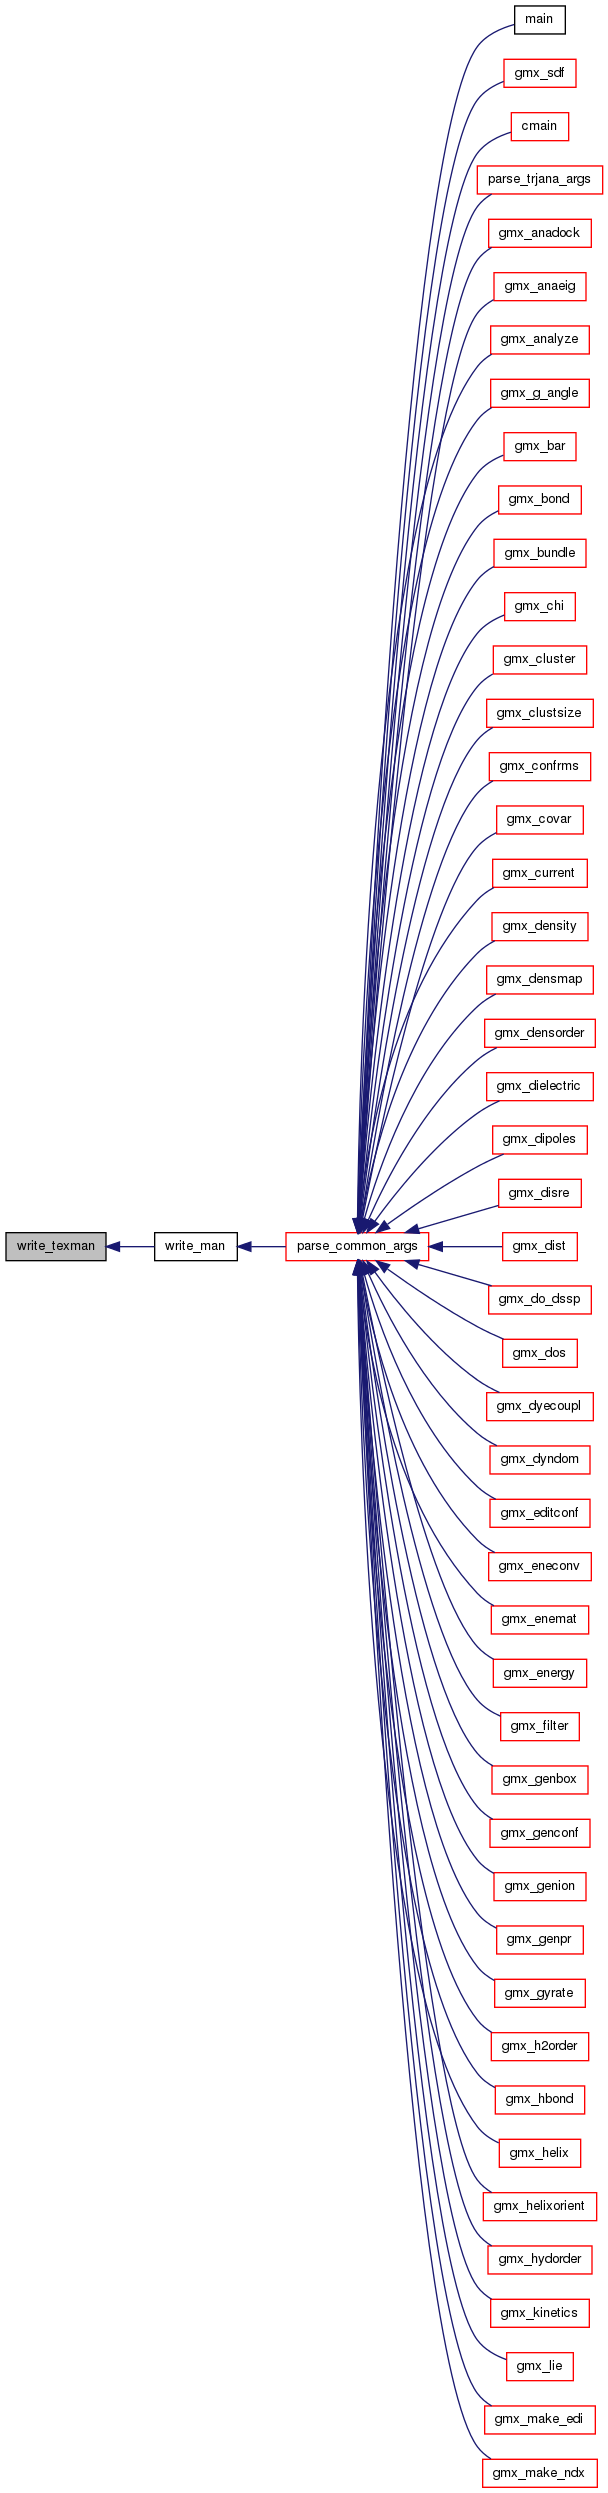 main
gmx_sdf
cmain
parse_trjana_args
gmx_anadock
gmx_anaeig
gmx_analyze
gmx_g_angle
gmx_bar
gmx_bond
gmx_bundle
gmx_chi
gmx_cluster
gmx_clustsize
gmx_confrms
gmx_covar
gmx_current
gmx_density
gmx_densmap
gmx_densorder
gmx_dielectric
gmx_dipoles
gmx_disre
write_texman write_man parse_common_args gmx_dist
gmx_do_dssp
gmx_dos
gmx_dyecoupl
gmx_dyndom
gmx_editconf
gmx_eneconv
gmx_enemat
gmx_energy
gmx_filter
gmx_genbox
gmx_genconf
gmx_genion
gmx_genpr
gmx_gyrate
gmx_h2order
gmx_hbond
gmx_helix
gmx_helixorient
gmx_hydorder
gmx_kinetics
gmx_lie
gmx_make_edi
gmx_make_ndx